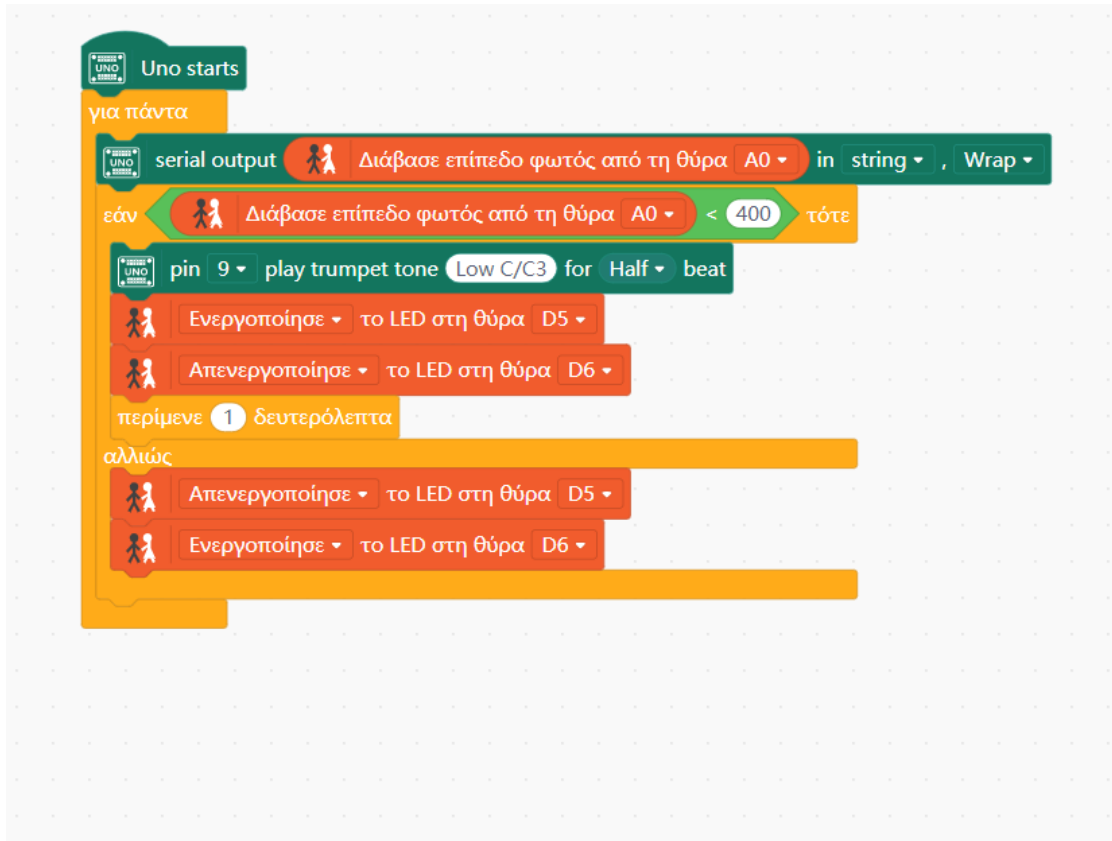 UNO Uno starts
για πάντα
UNO serial output Διάβασε επίπεδο φωτός από τη θύρα A0 in string , Wrap
εάν Διάβασε επίπεδο φωτός από τη θύρα A0 < 400 τότε
UNO pin 9 play trumpet tone Low C/C3 for Half beat
Ενεργοποίησε το LED στη θύρα D5
Απενεργοποίησε το LED στη θύρα D6
περίμενε 1 δευτερόλεπτα
αλλιώς
Απενεργοποίησε το LED στη θύρα D5
Ενεργοποίησε το LED στη θύρα D6